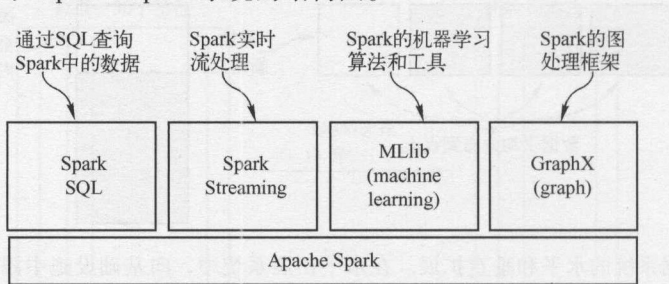 通过SQL查询
Spark中的数据
Spark实时
流处理
Spark的机器学习
算法和工具
Spark的图
处理框架
Spark
SQL
Spark
Streaming
MLlib
(machine
learning)
GraphX
(graph)
Apache Spark